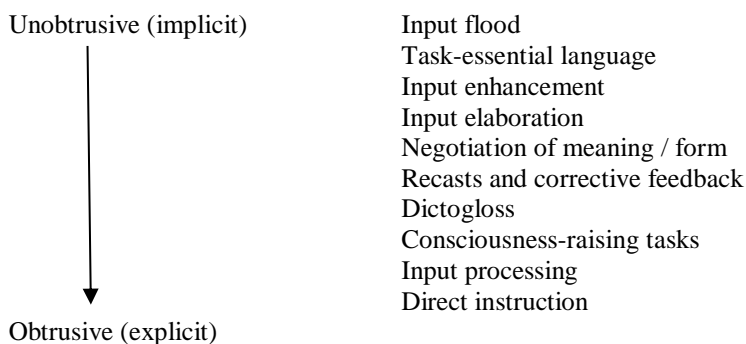 Unobtrusive (implicit)
Input flood
Task-essential language
Input enhancement
Input elaboration
Negotiation of meaning / form
Recasts and corrective feedback
Dictogloss
Consciousness-raising tasks
Input processing
Direct instruction
Obtrusive (explicit)